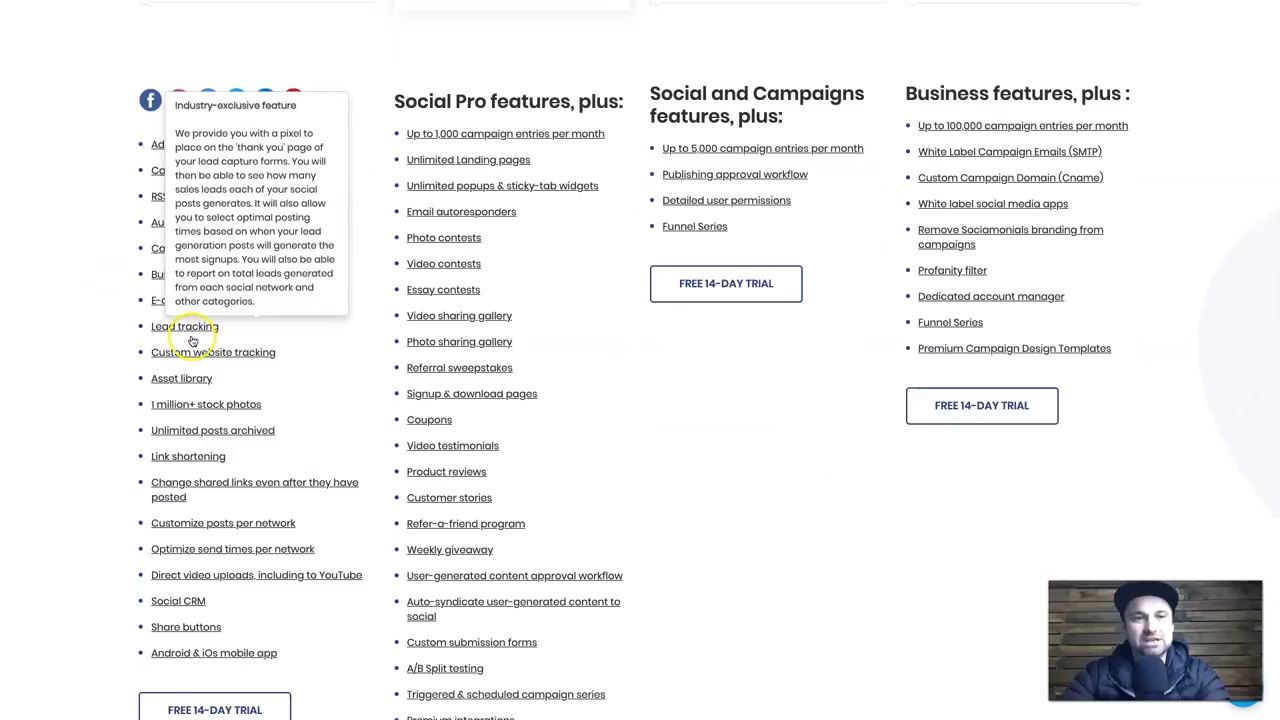 Industry-exclusive feature
We provide you with a pixel to
place on the 'thank you' page of
your lead capture forms. You will
then be able to see how many
sales leads each of your social
posts generates. It will also allow
you to select optimal posting
times based on when your lead
generation posts will generate the
most signups. You will also be able
to report on total leads generated
from each social network and
other categories.
Lead tracking
Custom website tracking
Asset library
1 million+ stock photos
Unlimited posts archived
Link shortening
Change shared links even after they have
posted
Customize posts per network
Optimize send times per network
Direct video uploads, including to YouTube
Social CRM
Share buttons
Android & iOs mobile app
FREE 14-DAY TRIAL
Social Pro features, plus:
Up to 1,000 campaign entries per month
Unlimited Landing pages
Unlimited popups & sticky-tab widgets
Email autoresponders
Photo contests
Video contests
Essay contests
Video sharing gallery
Photo sharing gallery
Referral sweepstakes
Signup & download pages
Coupons
Video testimonials
Product reviews
Customer stories
Refer-a-friend program
Weekly giveaway
User-generated content approval workflow
Auto-syndicate user-generated content to
social
Custom submission forms
A/B Split testing
Triggered & scheduled campaign series
Premium integrations
Social and Campaigns
features, plus:
Up to 5,000 campaign entries per month
Publishing approval workflow
Detailed user permissions
Funnel Series
FREE 14-DAY TRIAL
Business features, plus :
Up to 100,000 campaign entries per month
White Label Campaign Emails (SMTP)
Custom Campaign Domain (Cname)
White label social media apps
Remove Sociamonials branding from
campaigns
Profanity filter
Dedicated account manager
Funnel Series
Premium Campaign Design Templates
FREE 14-DAY TRIAL